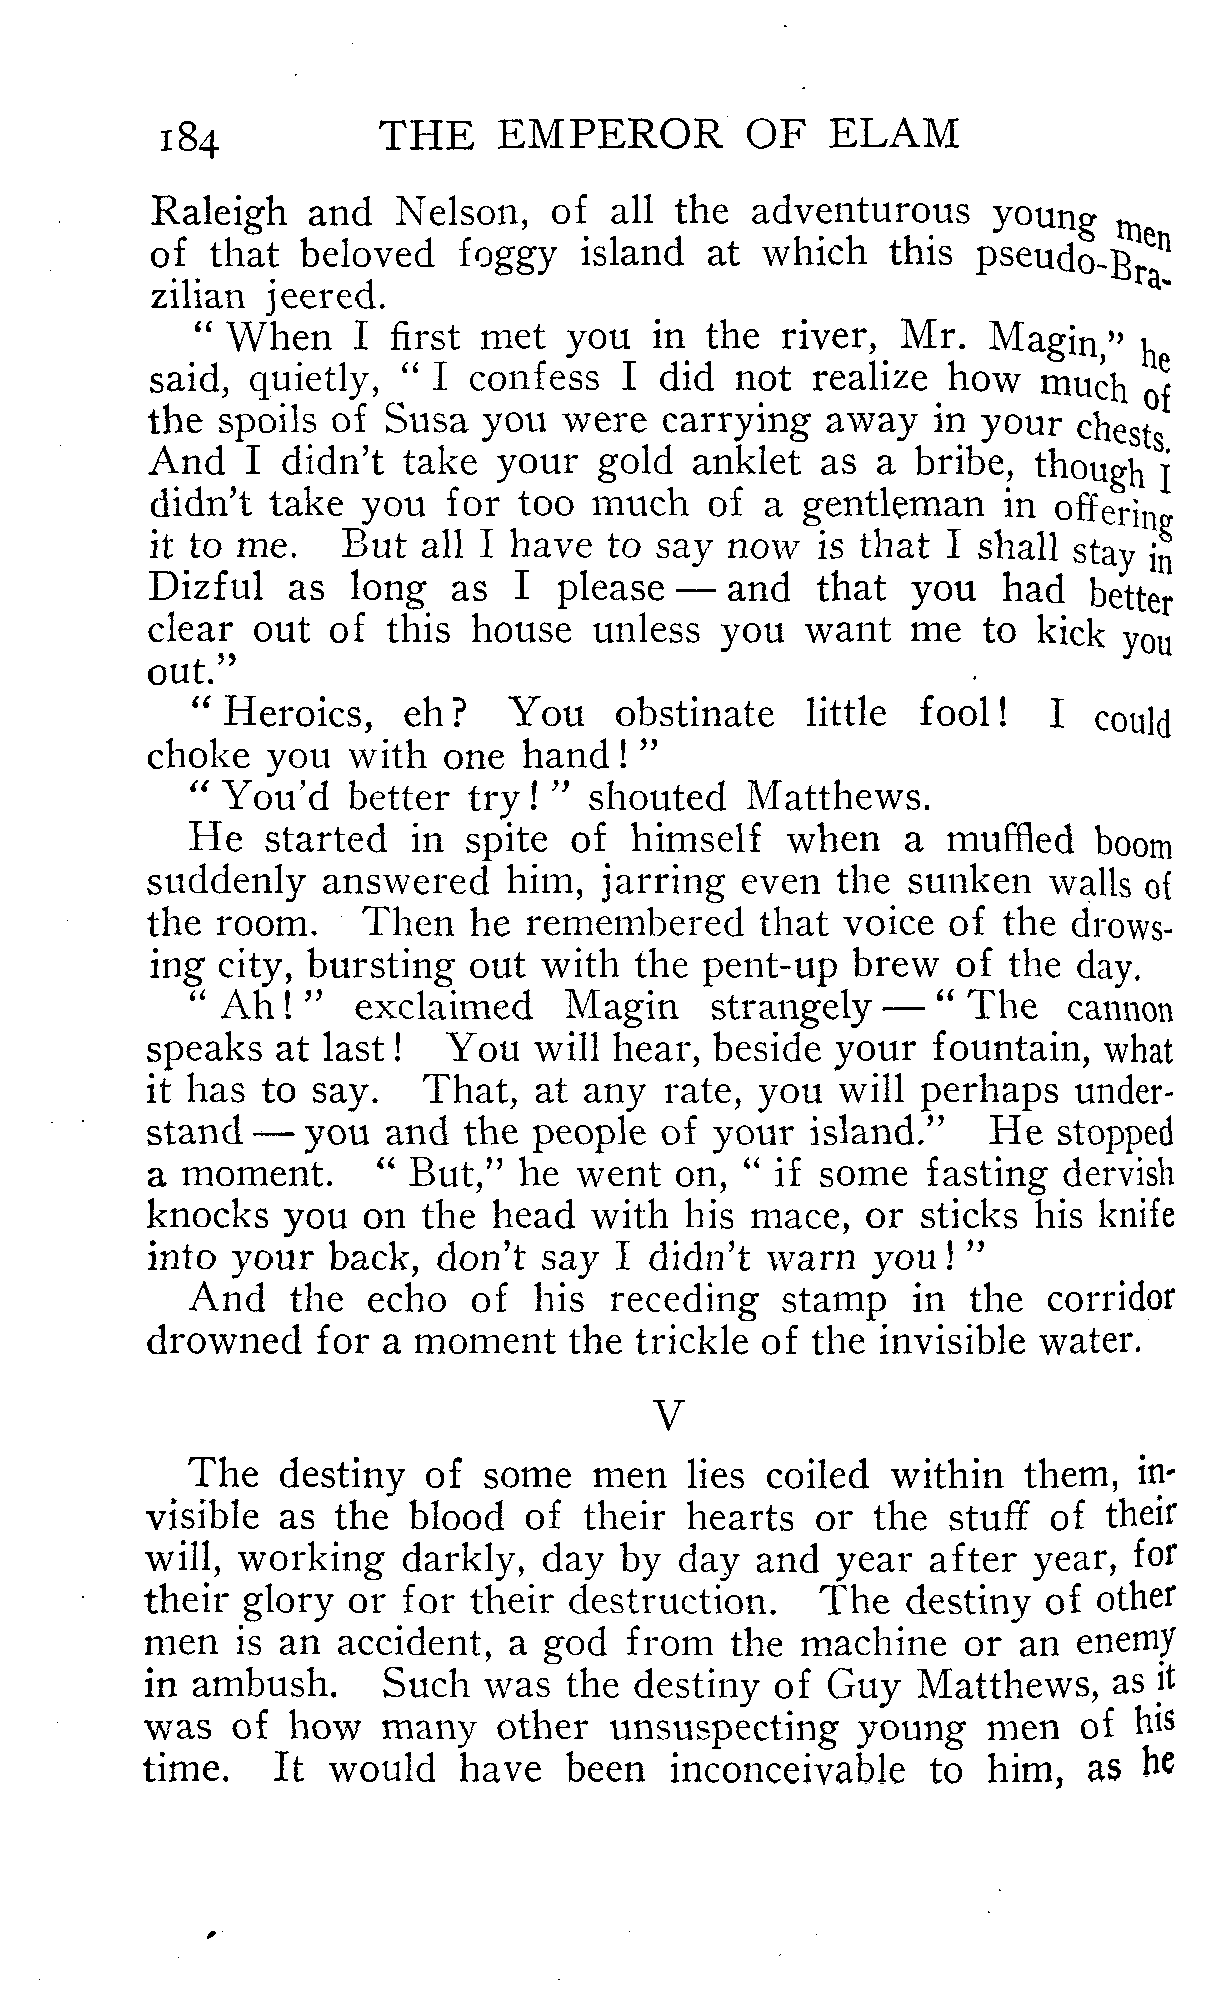 184 THE EMPEROR OF ELAM
Raleigh and Nelson, of all the adventurous young men
of that beloved foggy island at which this pseudo-Bra-
zilian jeered.
" When I first met you in the river, Mr. Magin," he
said, quietly, " I confess I did not realize how much of
the spoils of Susa you were carrying away in your chests.
And I didn't take your gold anklet as a bribe, though I
didn't take you for too much of a gentleman in offering
it to me. But all I have to say now is that I shall stay in
Dizful as long as I please — and that you had better
clear out of this house unless you want me to kick you
out."
" Heroics, eh? You obstinate little fool! I could
choke you with one hand! "
" You'd better try! " shouted Matthews.
He started in spite of himself when a muffled boom
suddenly answered him, jarring even the sunken walls of
the room. Then he remembered that voice of the drows-
ing city, bursting out with the pent-up brew of the day.
" Ah! " exclaimed Magin strangely — " The cannon
speaks at last! You will hear, beside your fountain, what
it has to say. That, at any rate, you will perhaps under-
stand — you and the people of your island." He stopped
a moment. " But," he went on, " if some fasting dervish
knocks you on the head with his mace, or sticks his knife
into your back, don't say I didn't warn you! "
And the echo of his receding stamp in the corridor
drowned for a moment the trickle of the invisible water.
V
The destiny of some men lies coiled within them, in-
visible as the blood of their hearts or the stuff of their
will, working darkly, day by day and year after year, for
their glory or for their destruction. The destiny of other
men is an accident, a god from the machine or an enemy
in ambush. Such was the destiny of Guy Matthews, as it
was of how many other unsuspecting young men of his
time. It would have been inconceivable to him, as he